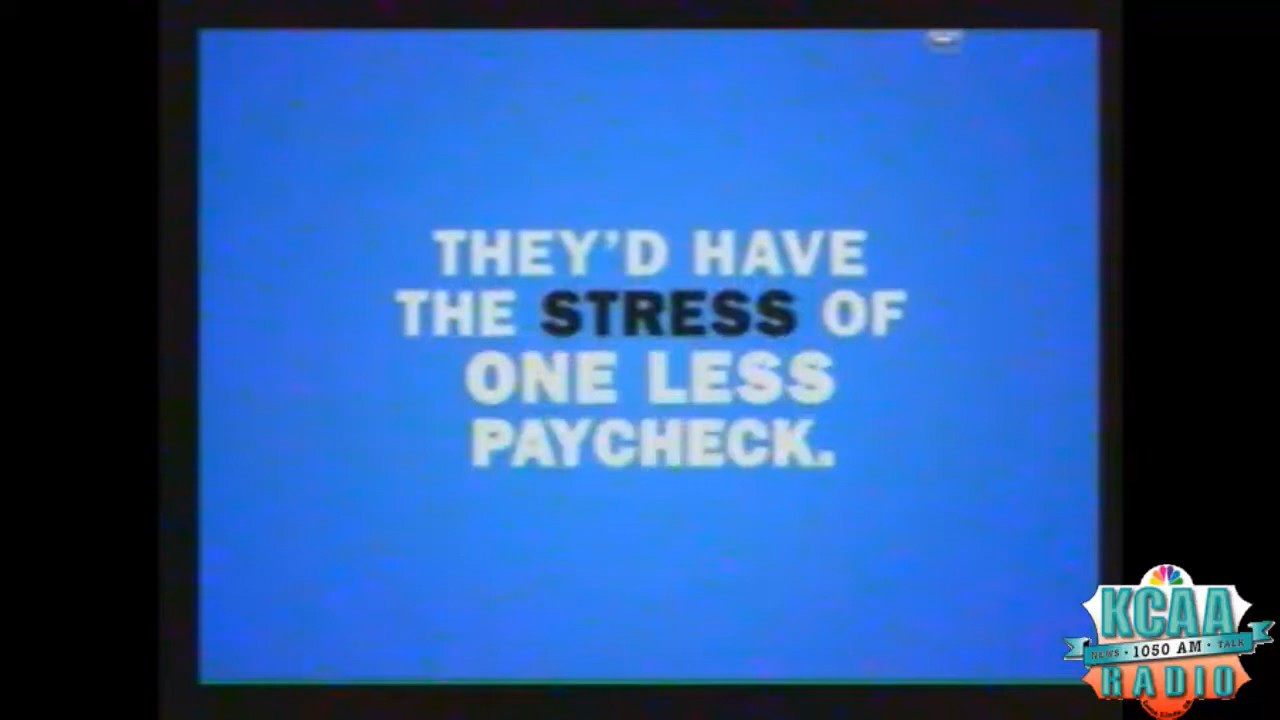 THEY'D HAVE
THE STRESS OF
ONE LESS
PAYCHECK.
KCAA
NEWS · 1050 AM · TALK
RADIO